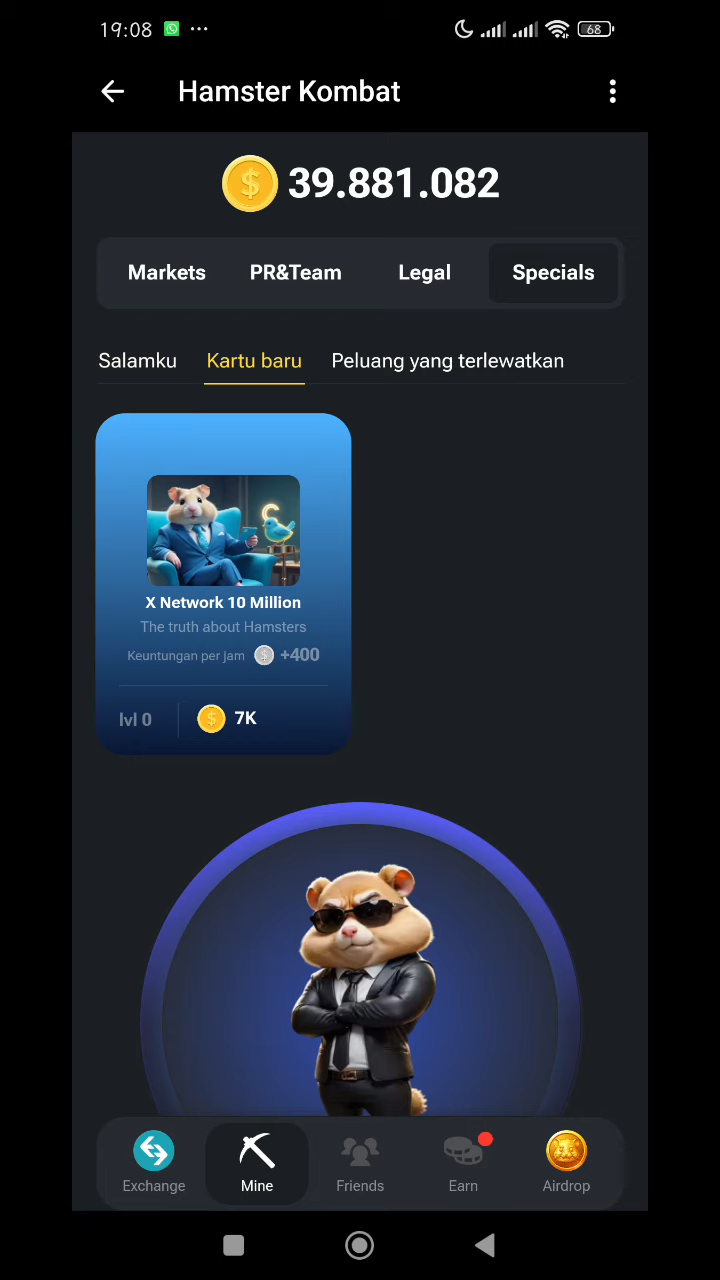 19:08
68
Hamster Kombat
39.881.082
Markets PR&Team Legal Specials
Salamku Kartu baru Peluang yang terlewatkan
X Network 10 Million
The truth about Hamsters
Keuntungan per jam +400
lvl 0 7K
Exchange Mine Friends Earn Airdrop